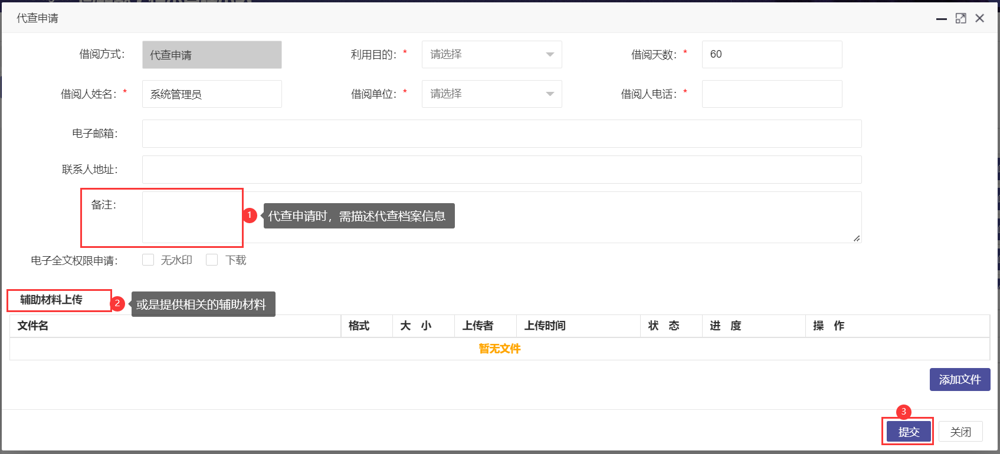 代查申请
借阅方式： 代查申请 利用目的：* 请选择 借阅天数：* 60
借阅人姓名：* 系统管理员 借阅单位：* 请选择 借阅人电话：*
电子邮箱：
联系人地址：
备注： 1 代查申请时，需描述代查档案信息
电子全文权限申请： 无水印 下载
辅助材料上传 2 或是提供相关的辅助材料
文件名 格式 大 小 上传者 上传时间 状 态 进 度 操 作
暂无文件
添加文件
3
提交 关闭